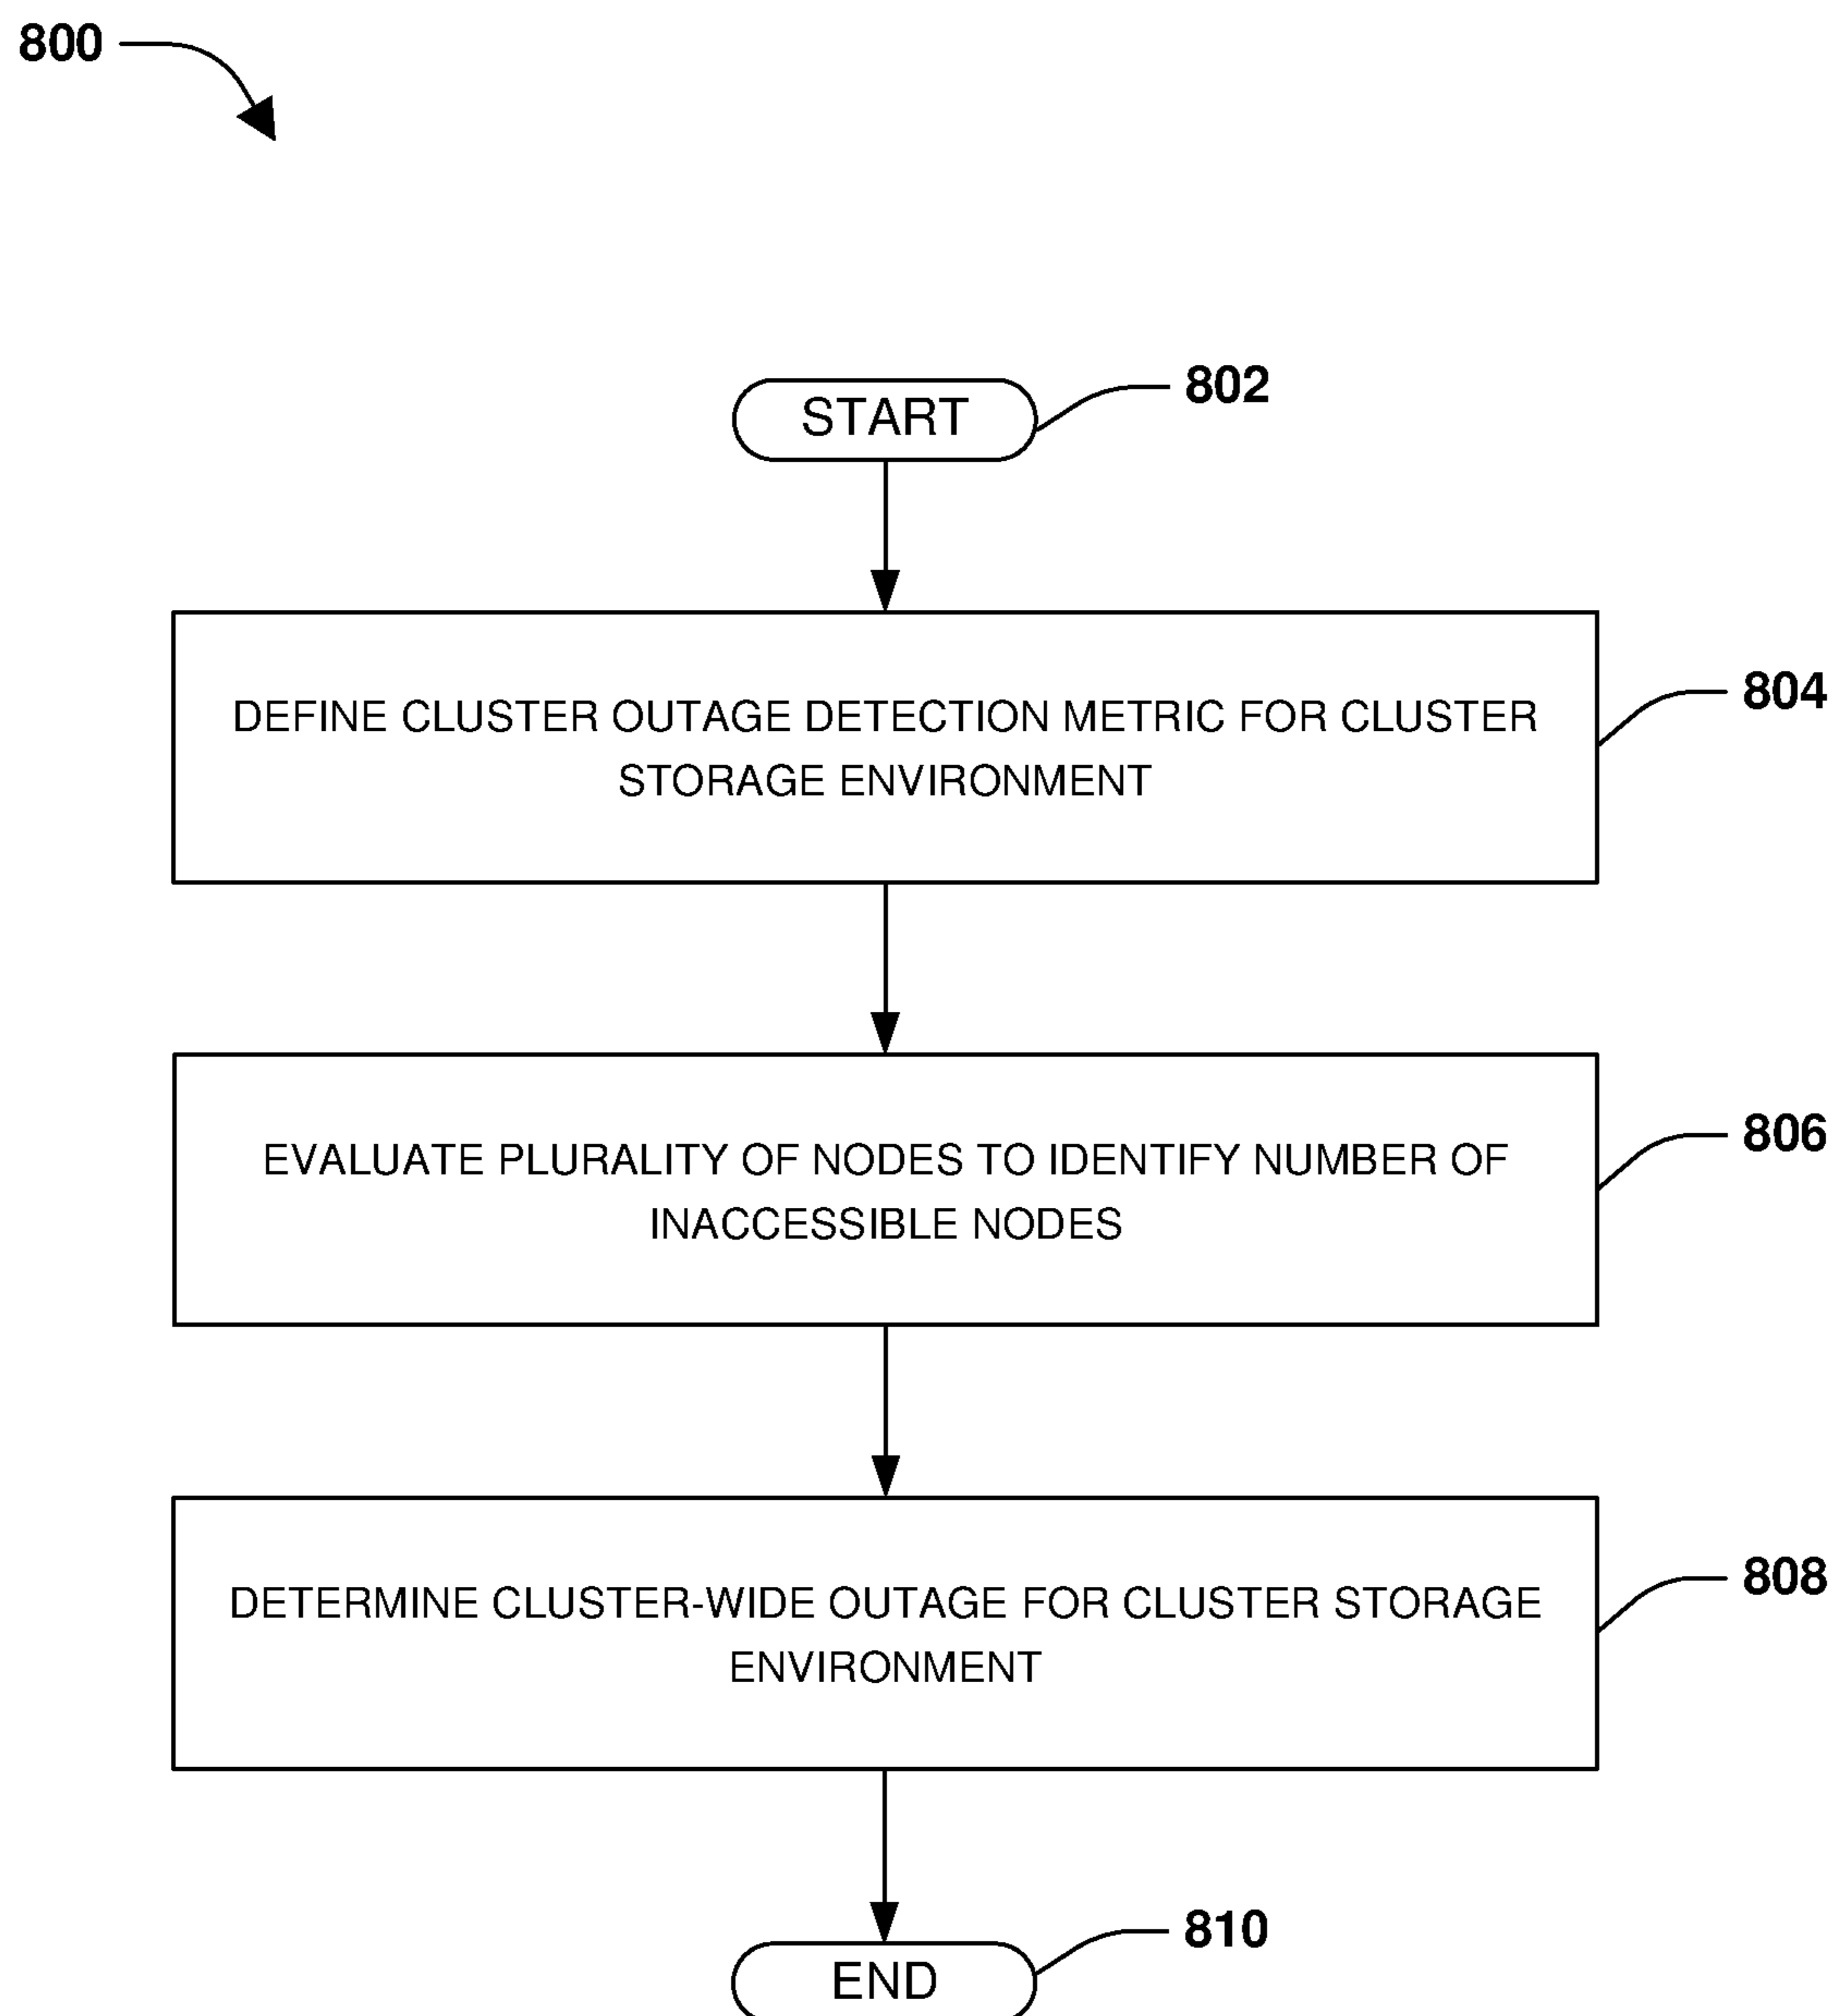 800
802
START
804
DEFINE CLUSTER OUTAGE DETECTION METRIC FOR CLUSTER
STORAGE ENVIRONMENT
806
EVALUATE PLURALITY OF NODES TO IDENTIFY NUMBER OF
INACCESSIBLE NODES
808
DETERMINE CLUSTER-WIDE OUTAGE FOR CLUSTER STORAGE
ENVIRONMENT
810
END